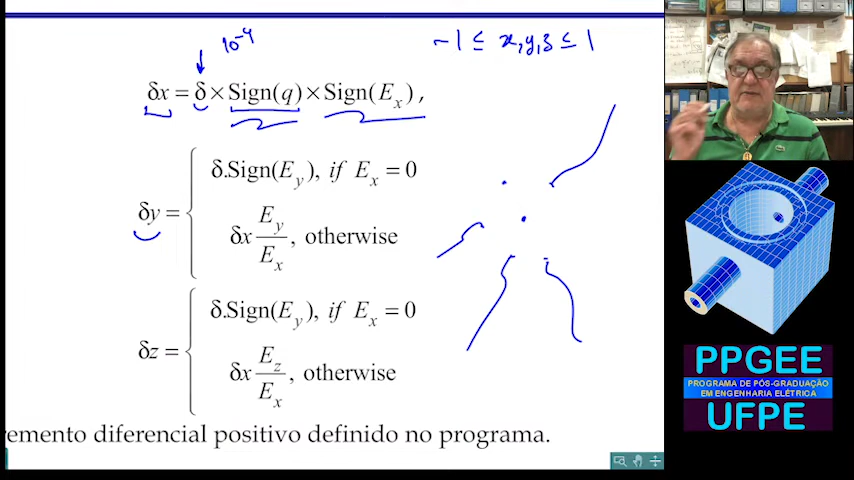 10⁻⁴
-1 ≤ x,y,z ≤ 1
δx = δ × Sign(q) × Sign(Eₓ),
δ.Sign(E_y), if Eₓ = 0
δy =
δx E_y/Eₓ, otherwise
δ.Sign(E_y), if Eₓ = 0
δz =
δx E_z/Eₓ, otherwise
remento diferencial positivo definido no programa.
PPGEE
PROGRAMA DE PÓS-GRADUAÇÃO
EM ENGENHARIA ELÉTRICA
UFPE